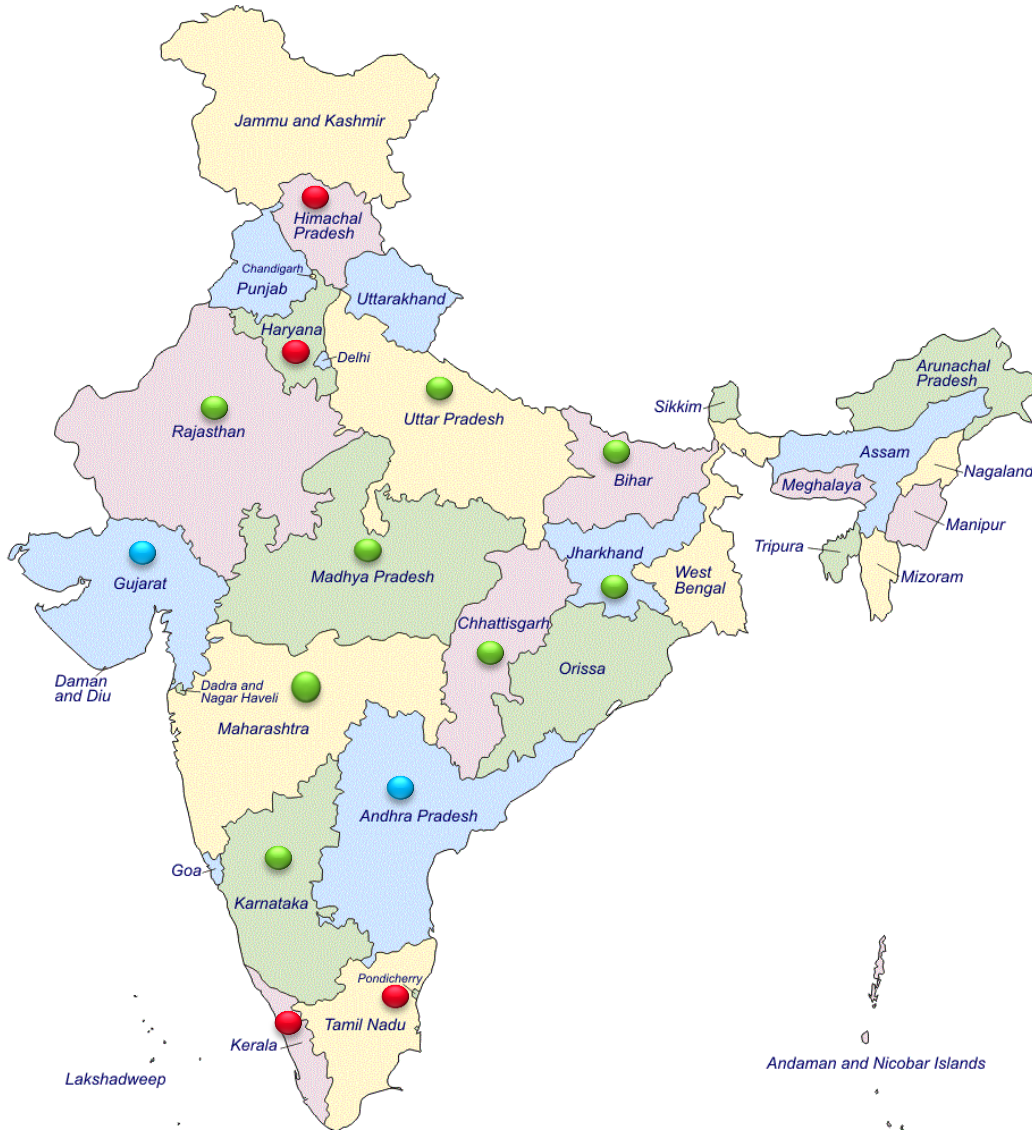 Jammu and Kashmir
Himachal
Pradesh
Chandigarh
Punjab
Uttarakhand
Haryana
Delhi
Arunachal
Pradesh
Sikkim
Uttar Pradesh
Rajasthan
Assam
Nagaland
Bihar
Meghalaya
Manipur
Tripura
Jharkhand
Gujarat
Madhya Pradesh
West
Bengal
Mizoram
Chhattisgarh
Orissa
Daman
and Diu
Dadra and
Nagar Haveli
Maharashtra
Andhra Pradesh
Goa
Karnataka
Pondicherry
Tamil Nadu
Kerala
Lakshadweep
Andaman and Nicobar Islands